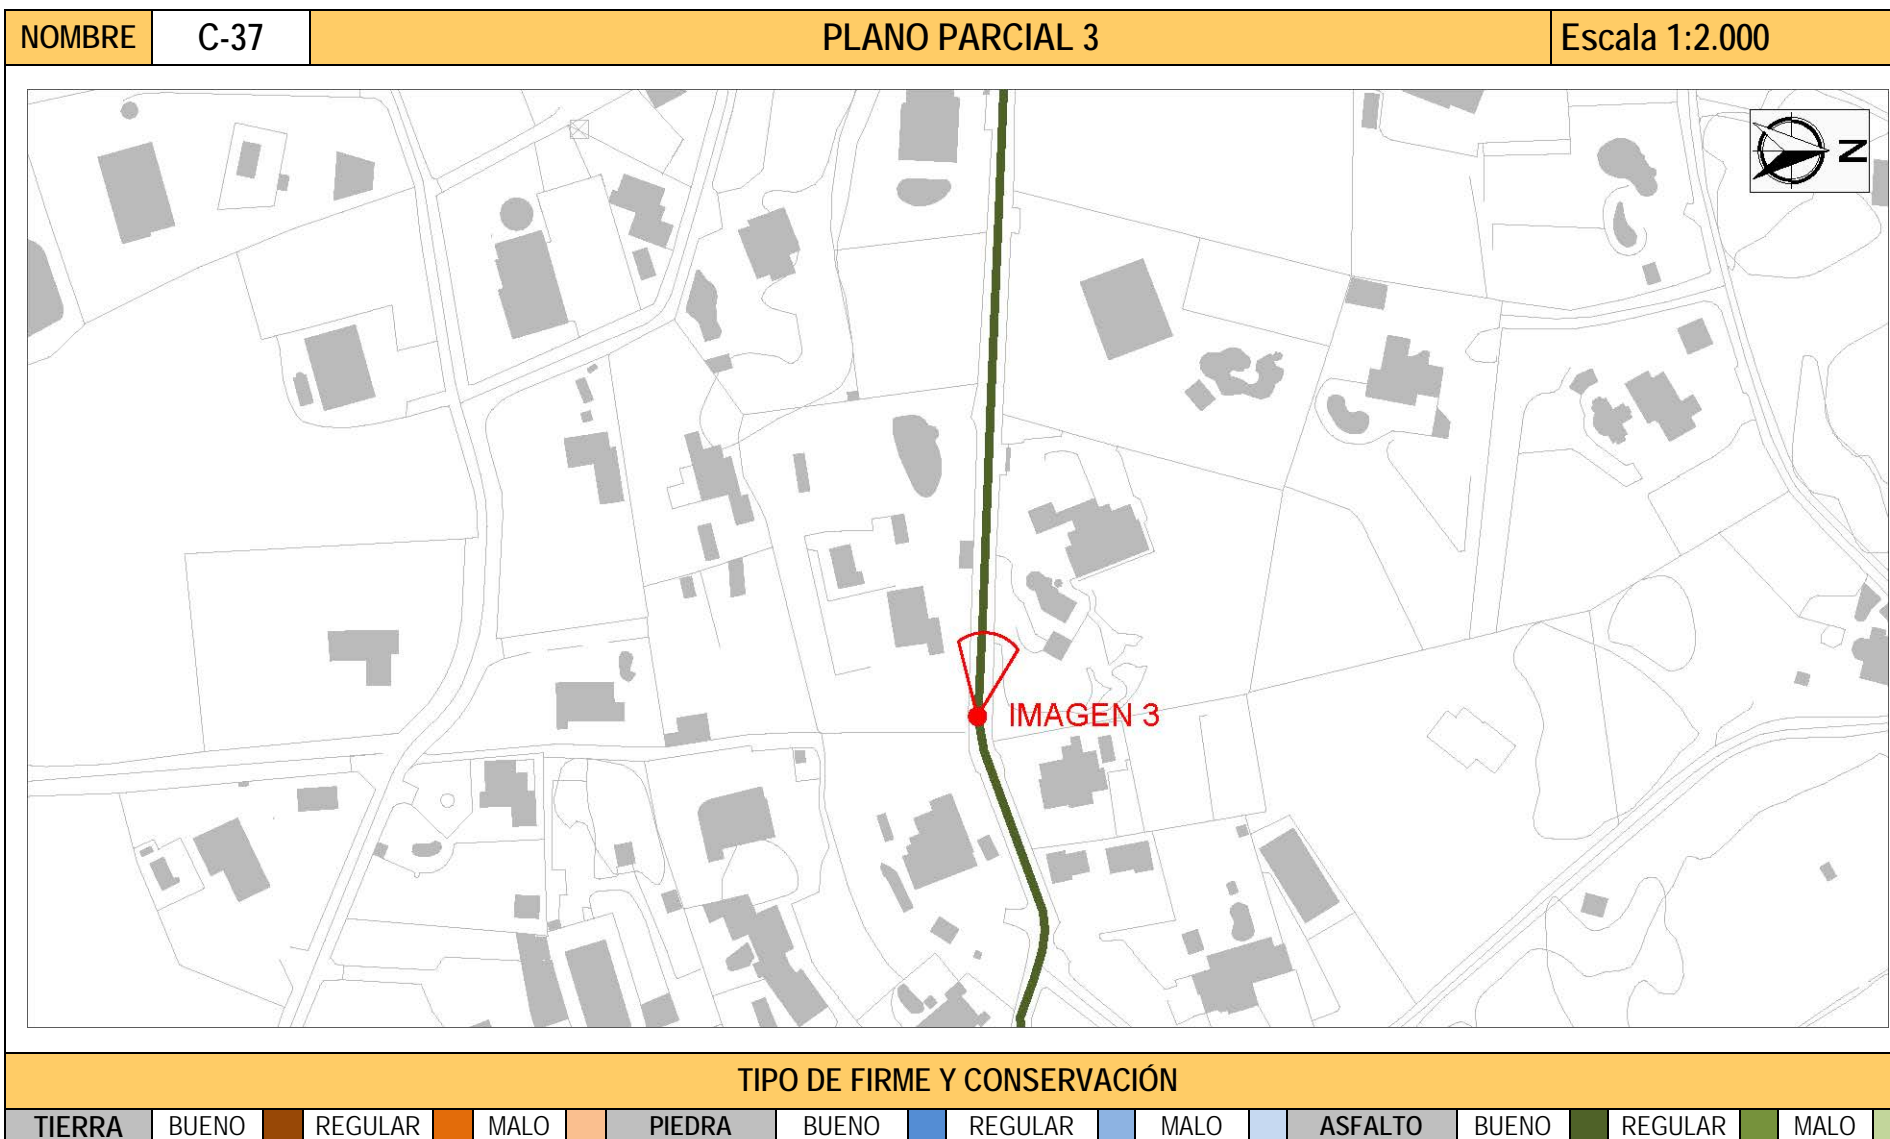 NOMBRE C-37 PLANO PARCIAL 3 Escala 1:2.000
N
IMAGEN 3
TIPO DE FIRME Y CONSERVACIÓN
TIERRA BUENO REGULAR MALO PIEDRA BUENO REGULAR MALO ASFALTO BUENO REGULAR MALO